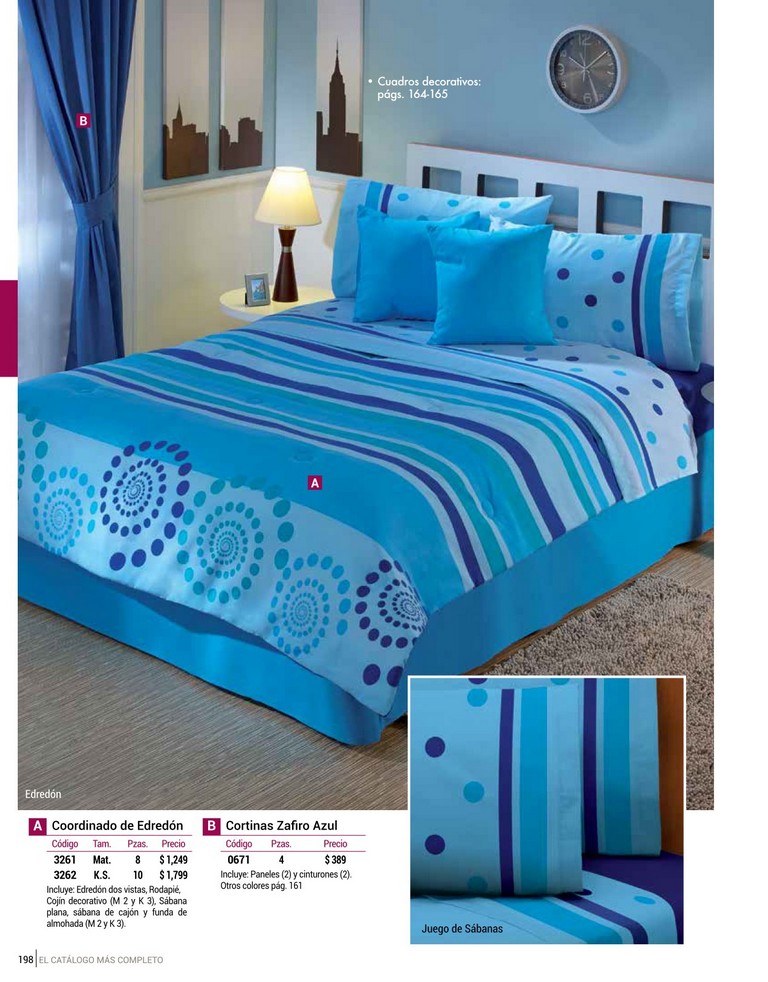 B
• Cuadros decorativos:
págs. 164-165
A
Edredón
A Coordinado de Edredón
Código Tam. Pzas. Precio
3261 Mat. 8 $ 1,249
3262 K.S. 10 $ 1,799
Incluye: Edredón dos vistas, Rodapié,
Cojín decorativo (M 2 y K 3), Sábana
plana, sábana de cajón y funda de
almohada (M 2 y K 3).
B Cortinas Zafiro Azul
Código Pzas. Precio
0671 4 $ 389
Incluye: Paneles (2) y cinturones (2).
Otros colores pág. 161
Juego de Sábanas
198 EL CATÁLOGO MÁS COMPLETO